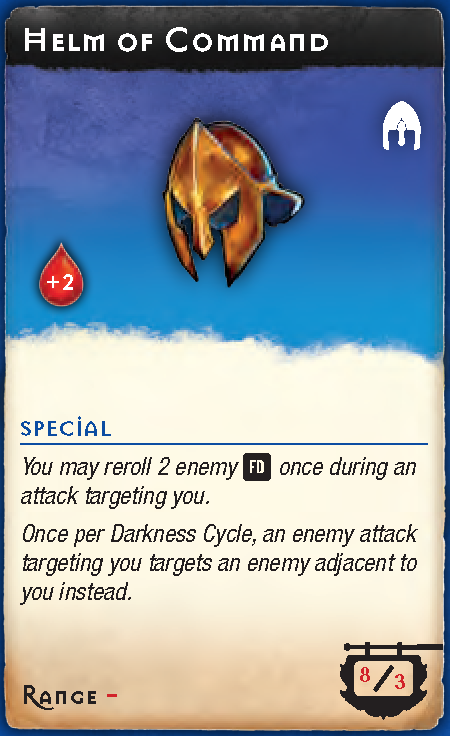 Helm of Command
+2
SPECIAL
You may reroll 2 enemy FD once during an
attack targeting you.
Once per Darkness Cycle, an enemy attack
targeting you targets an enemy adjacent to
you instead.
Range -
8/3